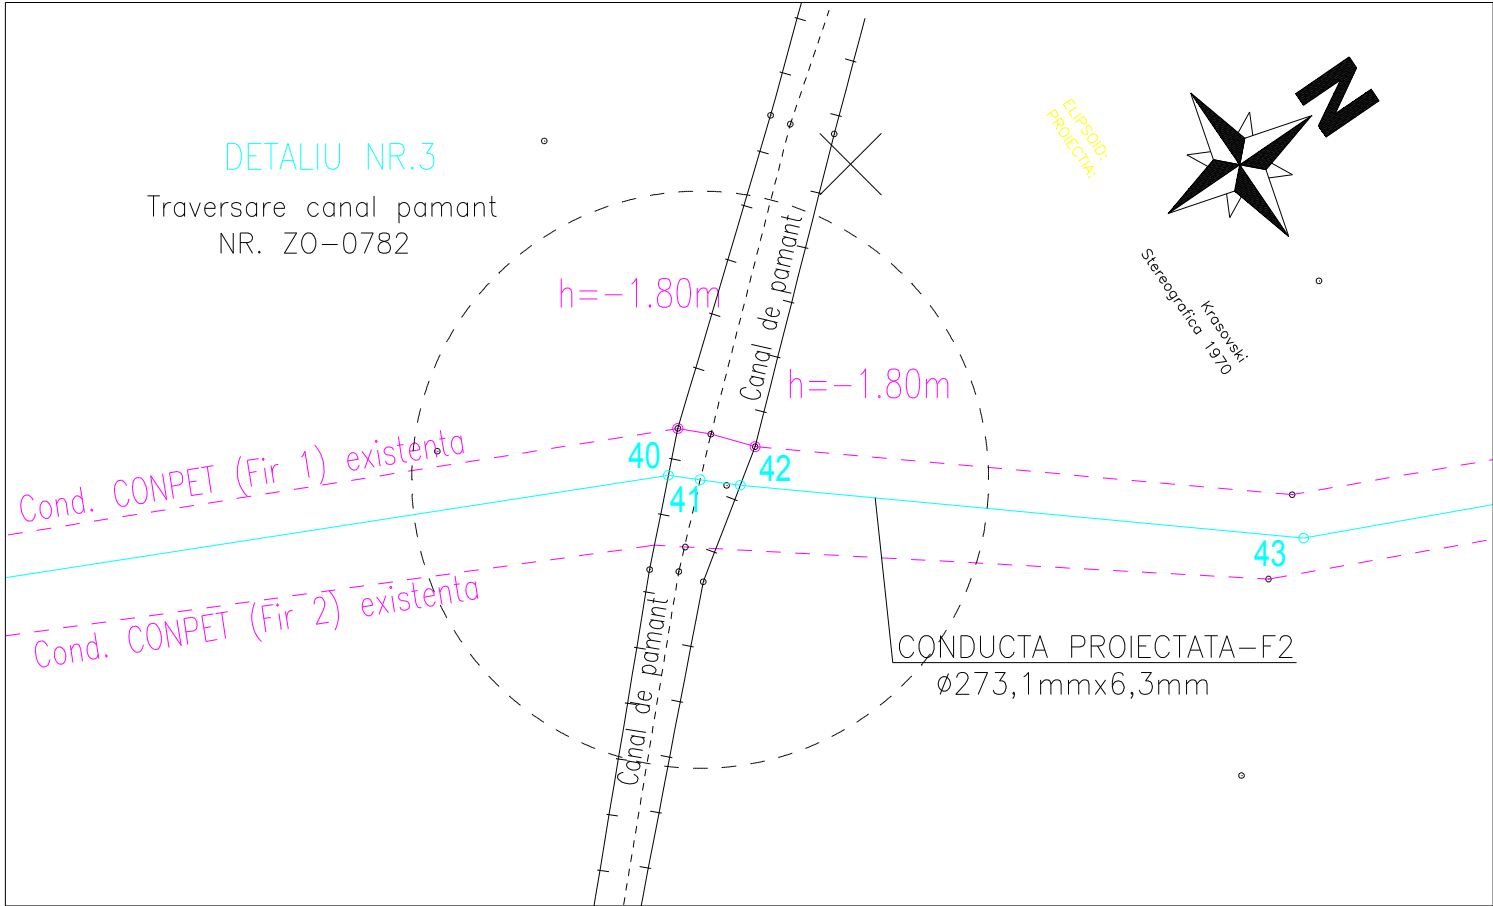 DETALIU NR.3
Traversare canal pamant
NR. ZO-0782
ELIPSOID:
PROIECTIA:
N
Krasovski
Stereografica 1970
h=-1.80m
Canal de pamant
h=-1.80m
Cond. CONPET (Fir 1) existenta
40
41
42
43
Cond. CONPET (Fir 2) existenta
Canal de pamant
CONDUCTA PROIECTATA-F2
ø273,1mmx6,3mm